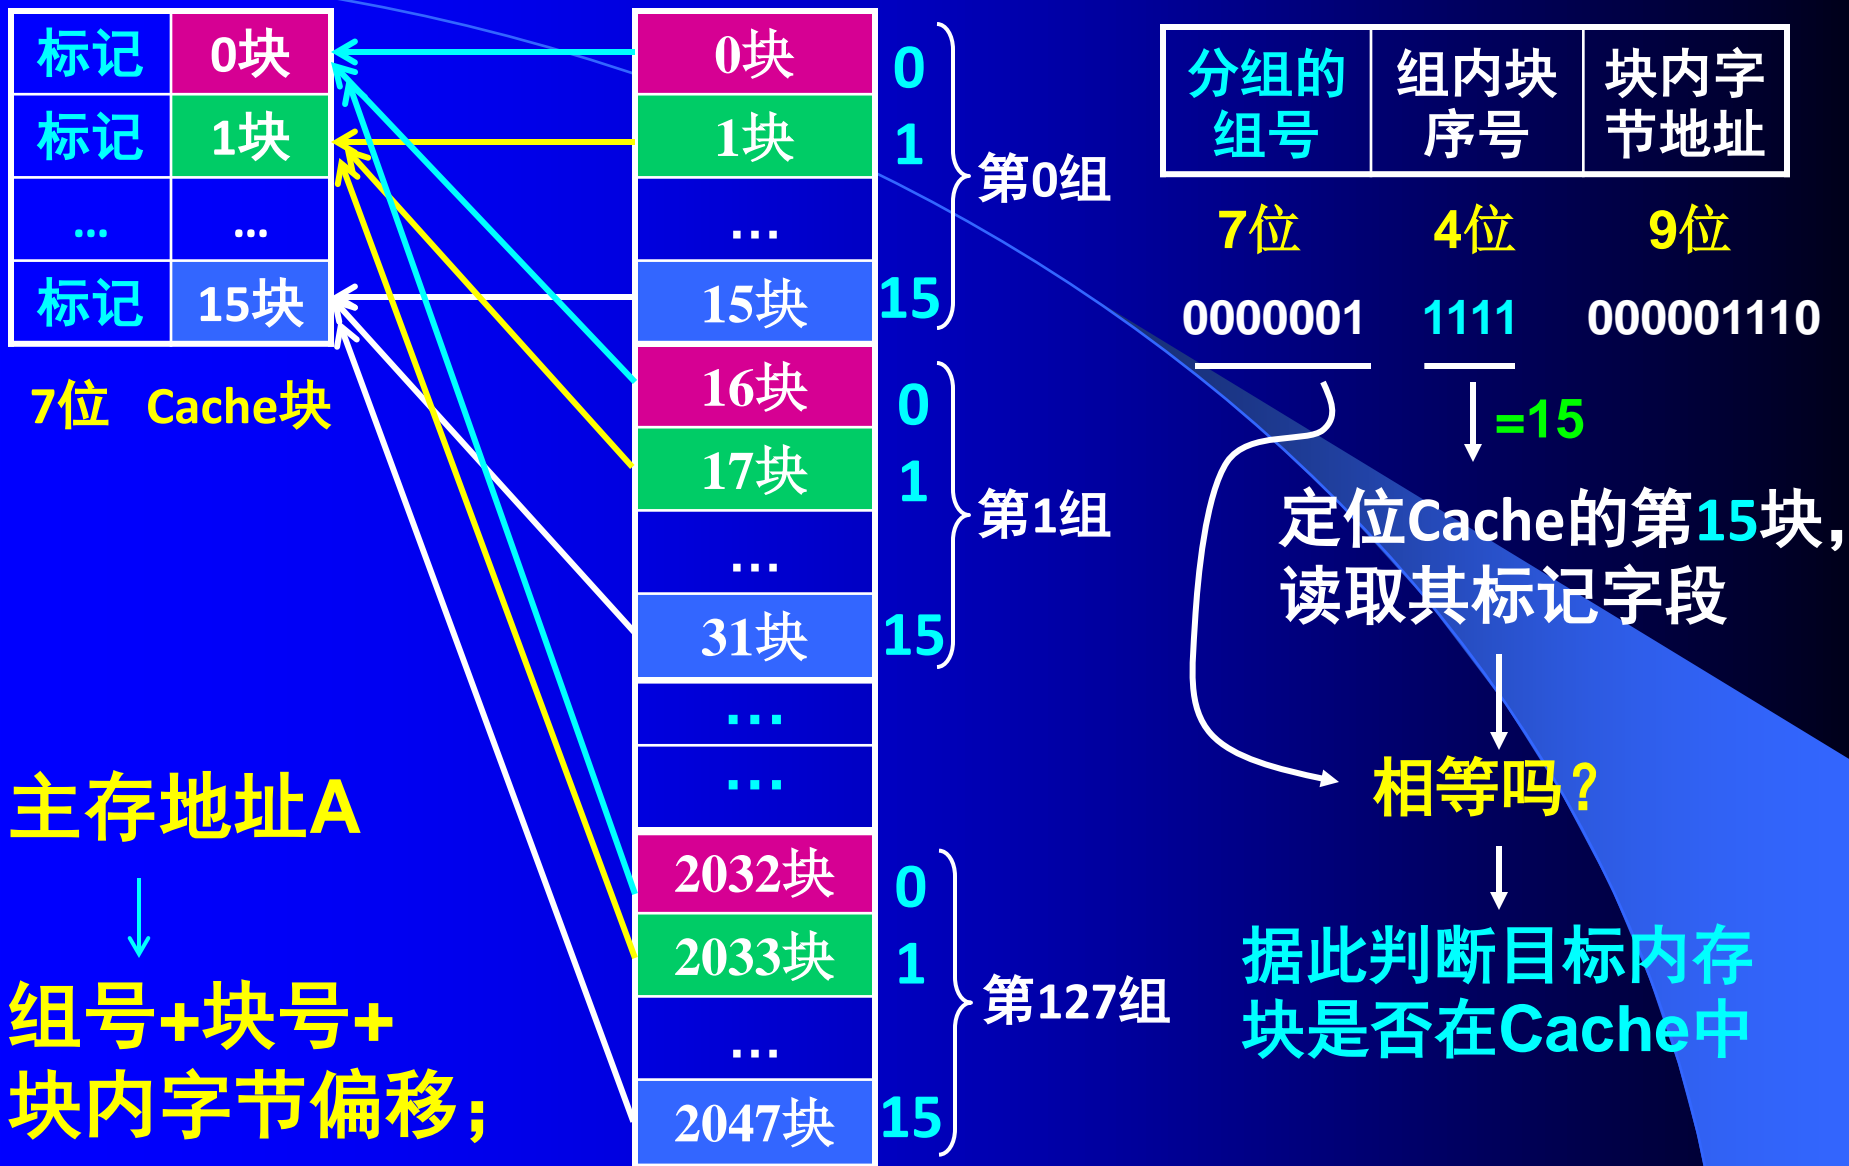 标记 0块
标记 1块
... ...
标记 15块
7位 Cache块
主存地址A
组号+块号+
块内字节偏移；
0块
1块
...
15块
16块
17块
...
31块
...
...
2032块
2033块
...
2047块
0
1
15
第0组
0
1
15
第1组
0
1
15
第127组
分组的
组号
组内块
序号
块内字
节地址
7位 4位 9位
0000001 1111 000001110
=15
定位Cache的第15块,
读取其标记字段
相等吗?
据此判断目标内存
块是否在Cache中